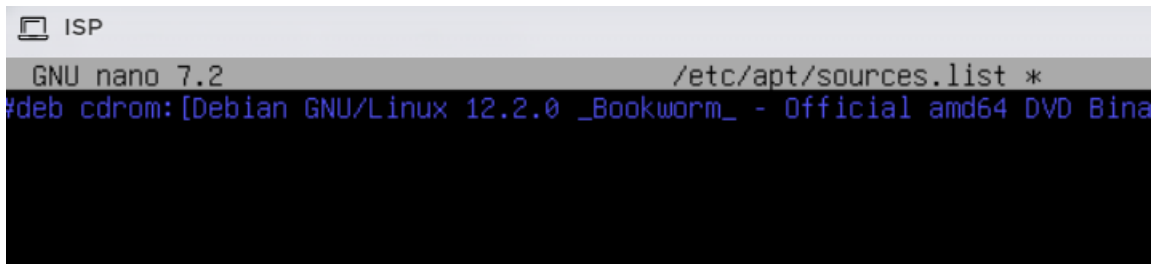 ISP
GNU nano 7.2 /etc/apt/sources.list *
#deb cdrom:[Debian GNU/Linux 12.2.0 _Bookworm_ - Official amd64 DVD Bina